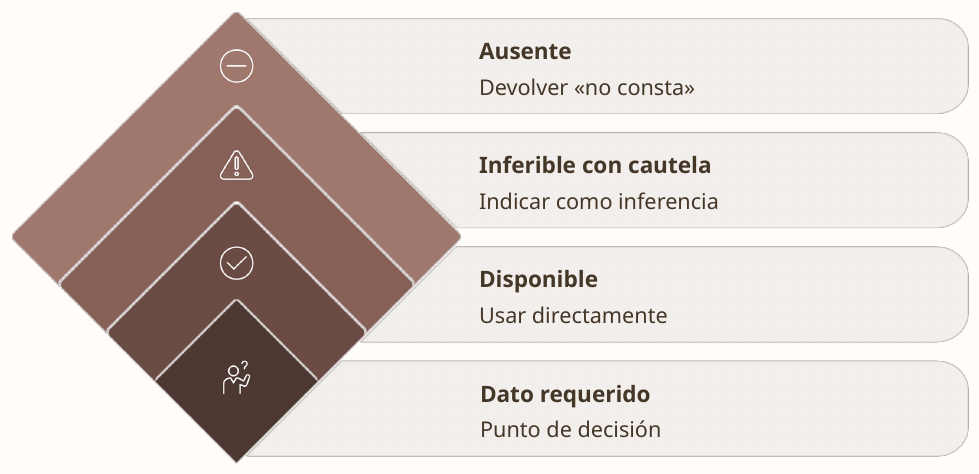 Ausente
Devolver «no consta»
Inferible con cautela
Indicar como inferencia
Disponible
Usar directamente
Dato requerido
Punto de decisión